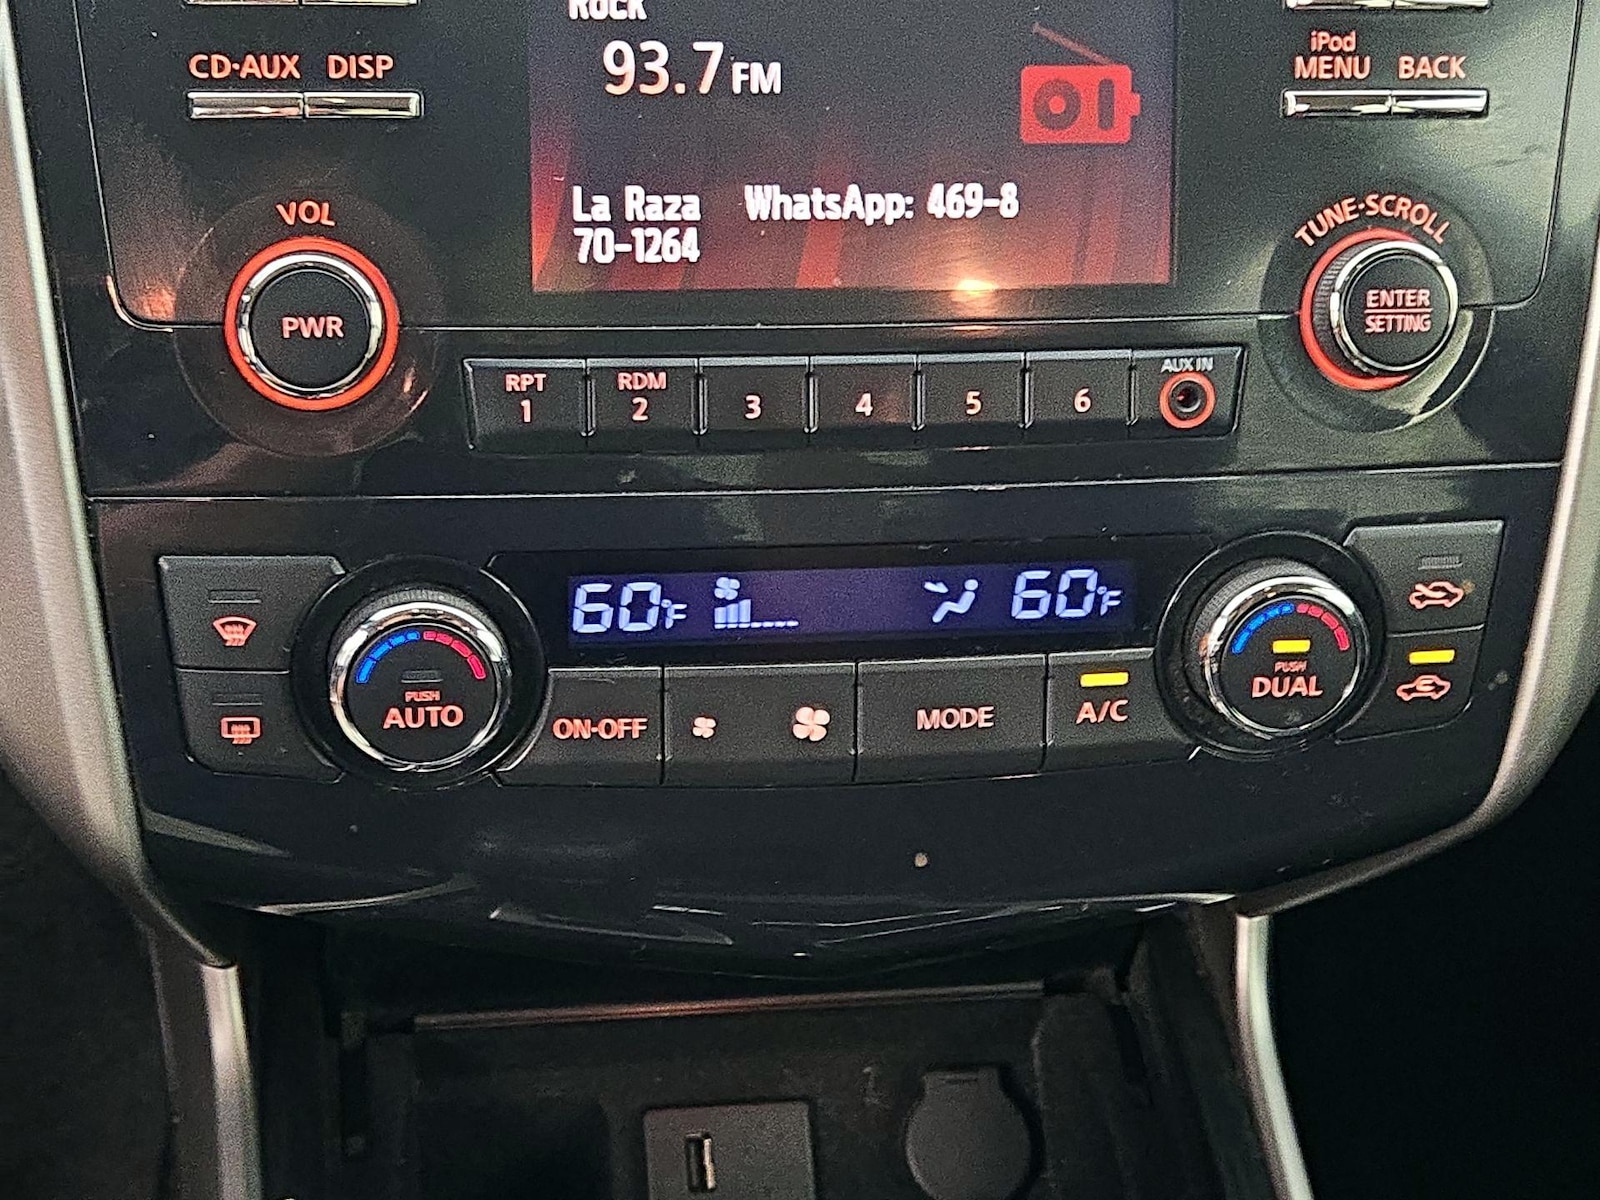 Rock
93.7 FM
La Raza WhatsApp: 469-8
70-1264
CD·AUX DISP
iPod
MENU BACK
VOL
PWR
TUNE·SCROLL
ENTER
SETTING
RPT
1
RDM
2
3
4
5
6
AUX IN
60°F 60°F
PUSH
AUTO
ON·OFF
MODE
A/C
PUSH
DUAL